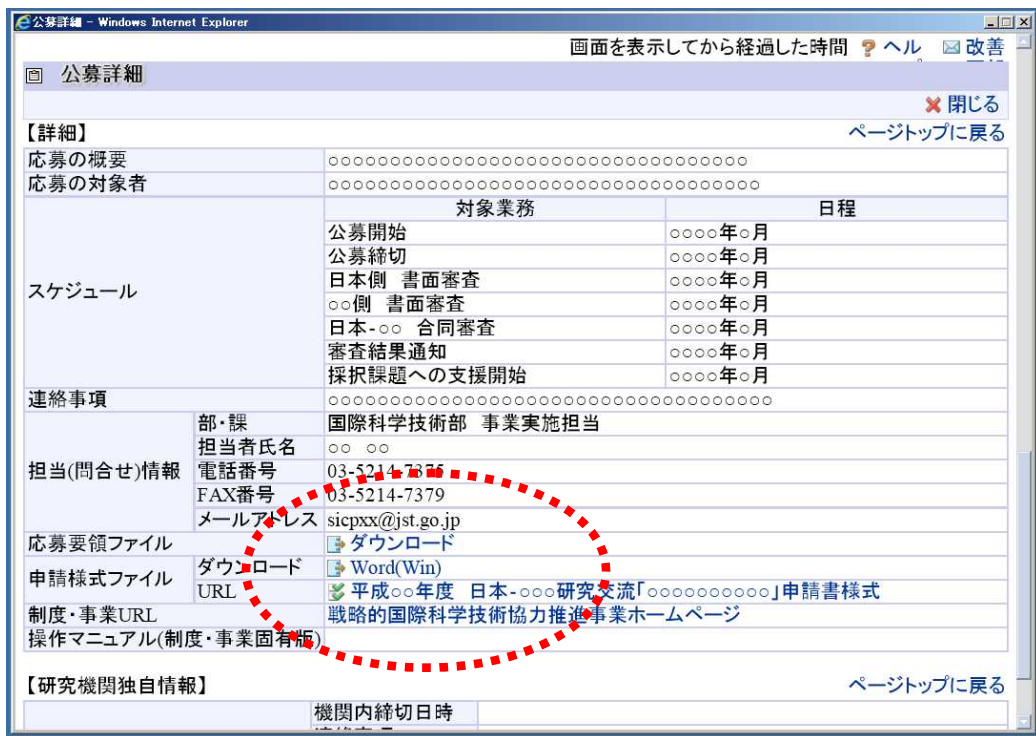 公募詳細 - Windows Internet Explorer
画面を表示してから経過した時間 ヘル 改善
公募詳細
閉じる
【詳細】 ページトップに戻る
応募の概要 ○○○○○○○○○○○○○○○○○○○○○○○○○○○○○○○○○○
応募の対象者 ○○○○○○○○○○○○○○○○○○○○○○○○○○○○○○○○○○○
対象業務 日程
公募開始 ○○○○年○月
公募締切 ○○○○年○月
日本側 書面審査 ○○○○年○月
スケジュール
○○側 書面審査 ○○○○年○月
日本-○○ 合同審査 ○○○○年○月
審査結果通知 ○○○○年○月
採択課題への支援開始 ○○○○年○月
連絡事項 ○○○○○○○○○○○○○○○○○○○○○○○○○○○○○○○○○○○○
部・課 国際科学技術部 事業実施担当
担当者氏名 ○○ ○○
担当(問合せ)情報 電話番号 03-5214-7375
FAX番号 03-5214-7379
メールアドレス sicpxx@jst.go.jp
応募要領ファイル ダウンロード
申請様式ファイル ダウンロード Word(Win)
URL 平成○○年度 日本-○○○研究交流「○○○○○○○○○○」申請書様式
制度・事業URL 戦略的国際科学技術協力推進事業ホームページ
操作マニュアル(制度・事業固有版)
【研究機関独自情報】 ページトップに戻る
機関内締切日時